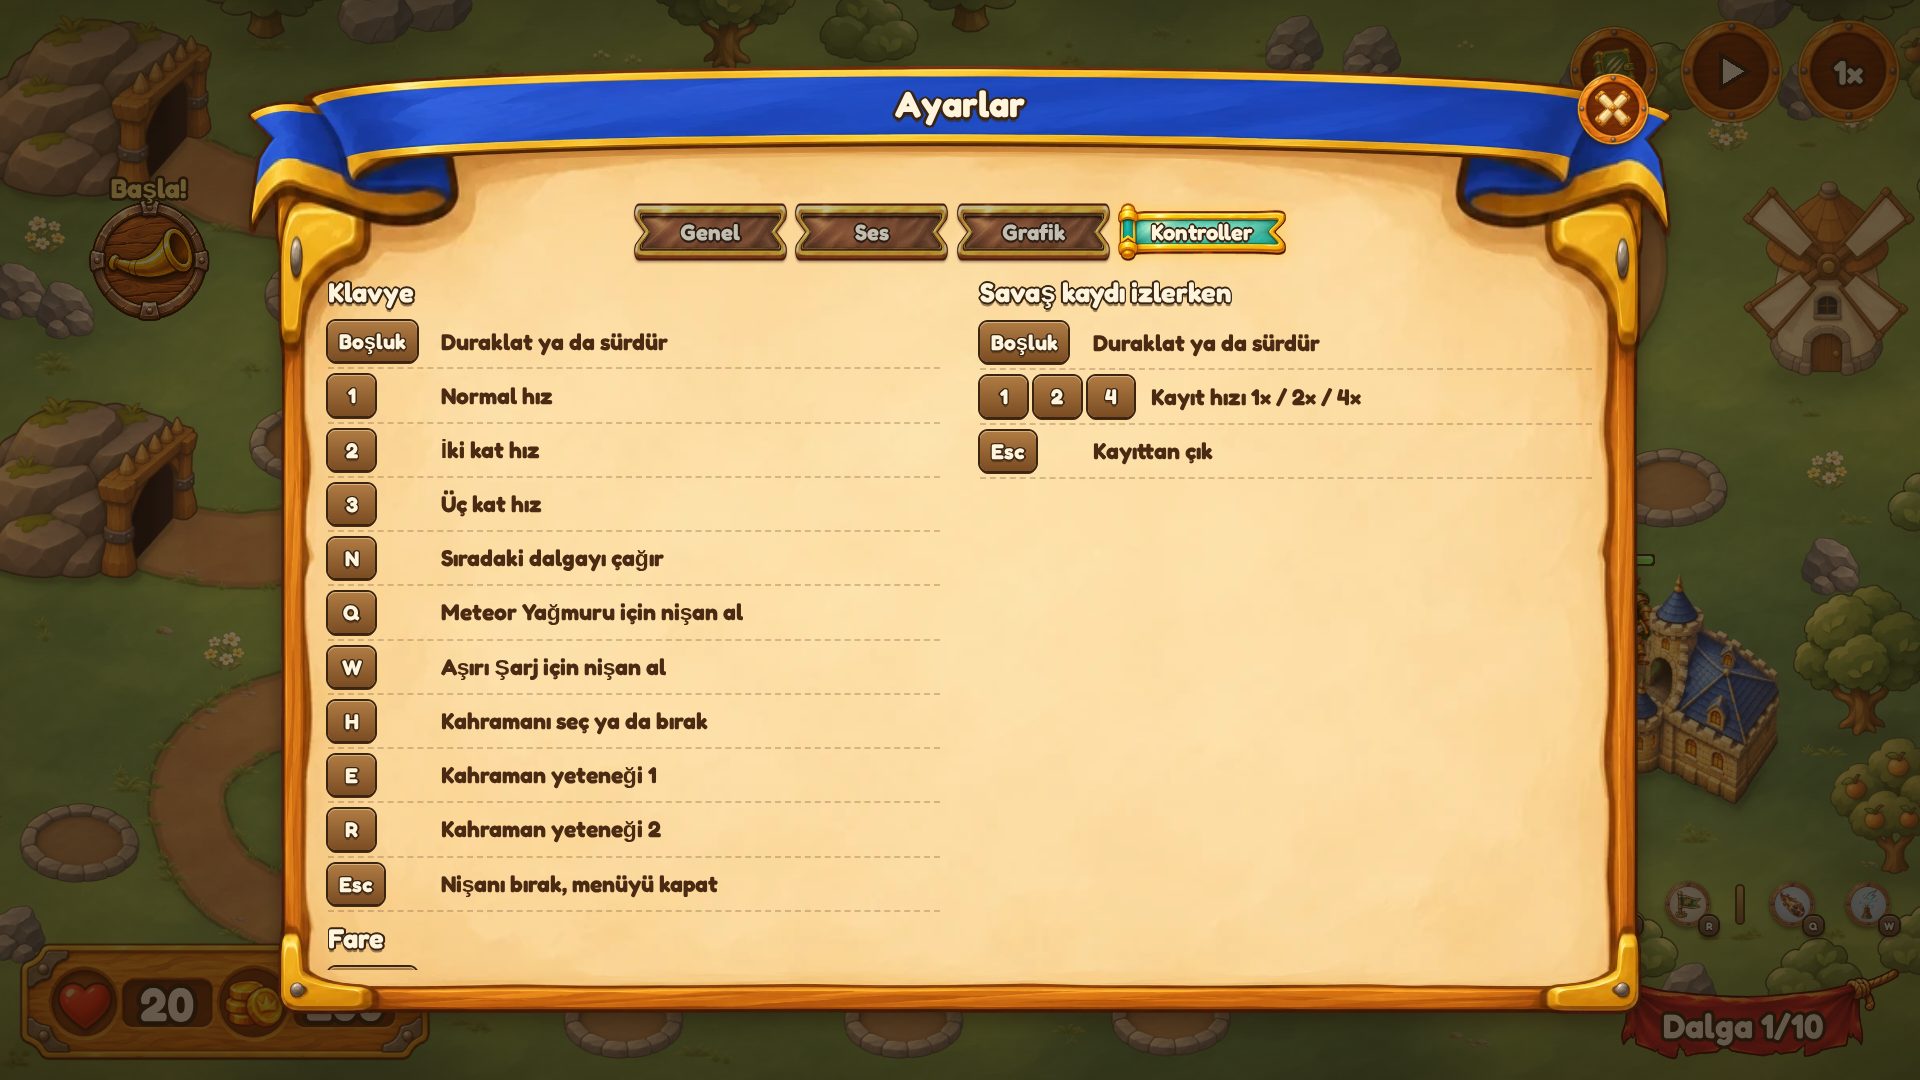 Ayarlar
1x
Başla!
Genel
Ses
Grafik
Kontroller
Klavye
Boşluk Duraklat ya da sürdür
1 Normal hız
2 İki kat hız
3 Üç kat hız
N Sıradaki dalgayı çağır
Q Meteor Yağmuru için nişan al
W Aşırı Şarj için nişan al
H Kahramanı seç ya da bırak
E Kahraman yeteneği 1
R Kahraman yeteneği 2
Esc Nişanı bırak, menüyü kapat
Fare
Savaş kaydı izlerken
Boşluk Duraklat ya da sürdür
1 2 4 Kayıt hızı 1x / 2x / 4x
Esc Kayıttan çık
R
Q
W
20
Dalga 1/10